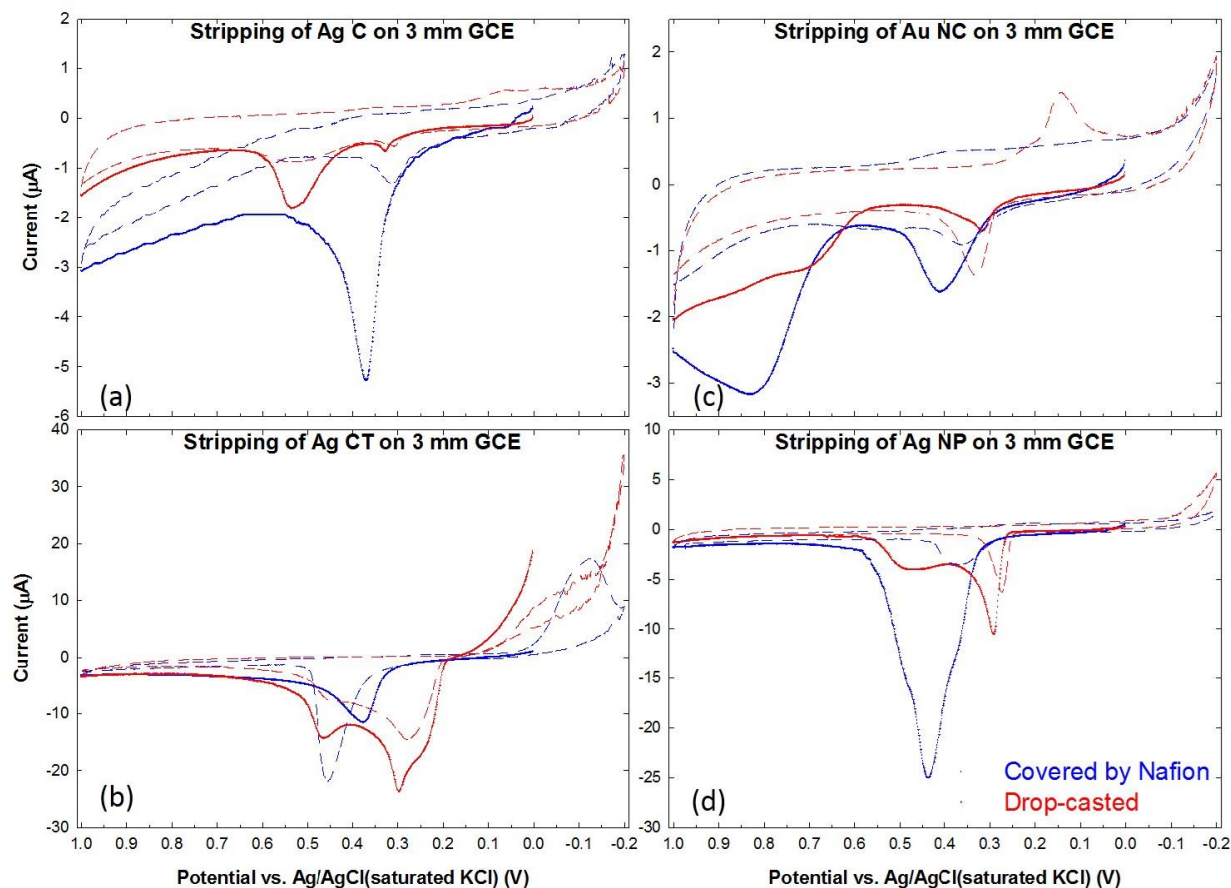 Stripping of Ag C on 3 mm GCE
2
1
0
-1
-2
-3
-4
-5
-6
Current (µA)
(a)
Stripping of Au NC on 3 mm GCE
2
1
0
-1
-2
-3
(c)
Stripping of Ag CT on 3 mm GCE
40
30
20
10
0
-10
-20
-30
Current (µA)
(b)
1.0 0.9 0.8 0.7 0.6 0.5 0.4 0.3 0.2 0.1 0.0 -0.1 -0.2
Potential vs. Ag/AgCl(saturated KCl) (V)
Stripping of Ag NP on 3 mm GCE
10
5
0
-5
-10
-15
-20
-25
-30
(d)
Covered by Nafion
Drop-casted
1.0 0.9 0.8 0.7 0.6 0.5 0.4 0.3 0.2 0.1 0.0 -0.1 -0.2
Potential vs. Ag/AgCl(saturated KCl) (V)